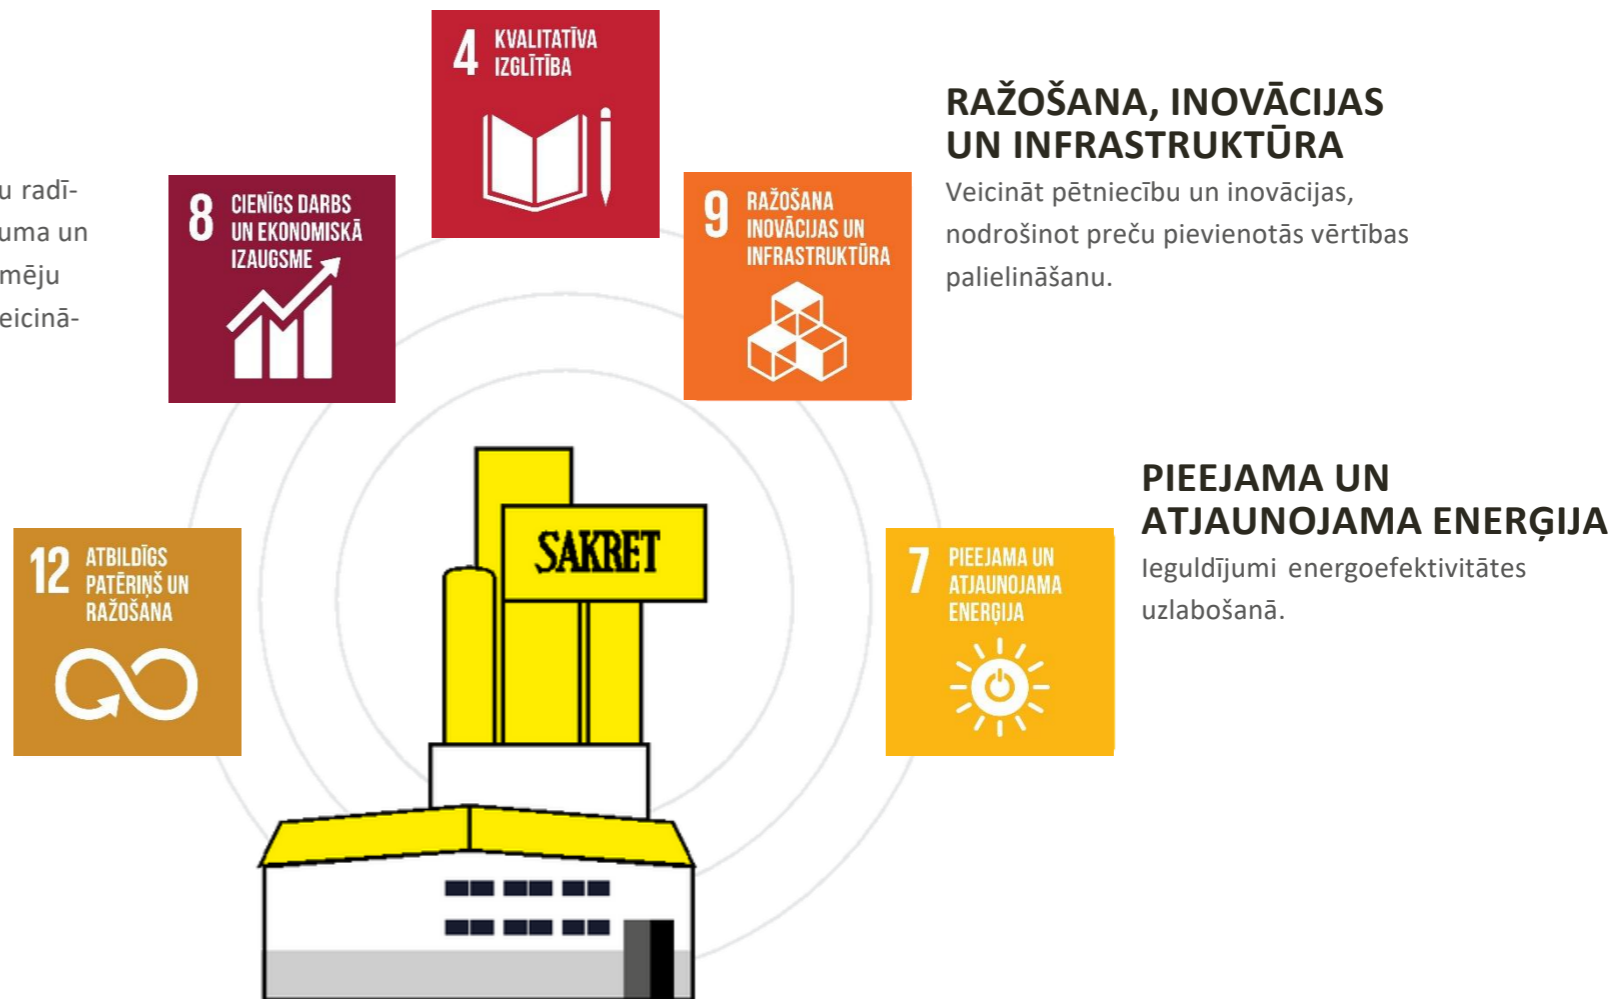 4 KVALITATĪVA
IZGLĪTĪBA
RAŽOŠANA, INOVĀCIJAS
UN INFRASTRUKTŪRA
Veicināt pētniecību un inovācijas,
nodrošinot preču pievienotās vērtības
palielināšanu.
u radī-
uma un
mēju
eicinā-
8 CIENĪGS DARBS
UN EKONOMISKĀ
IZAUGSME
9 RAŽOŠANA
INOVĀCIJAS UN
INFRASTRUKTŪRA
SAKRET
12 ATBILDĪGS
PATĒRIŅŠ UN
RAŽOŠANA
7 PIEEJAMA UN
ATJAUNOJAMA
ENERĢIJA
PIEEJAMA UN
ATJAUNOJAMA ENERĢIJA
Ieguldījumi energoefektivitātes
uzlabošanā.